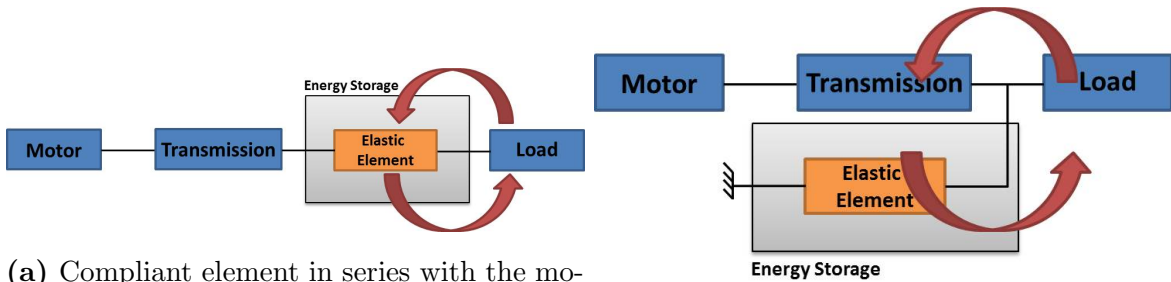 Energy Storage
Motor
Transmission
Elastic
Element
Load
(a) Compliant element in series with the mo-
Motor
Transmission
Load
Elastic
Element
Energy Storage